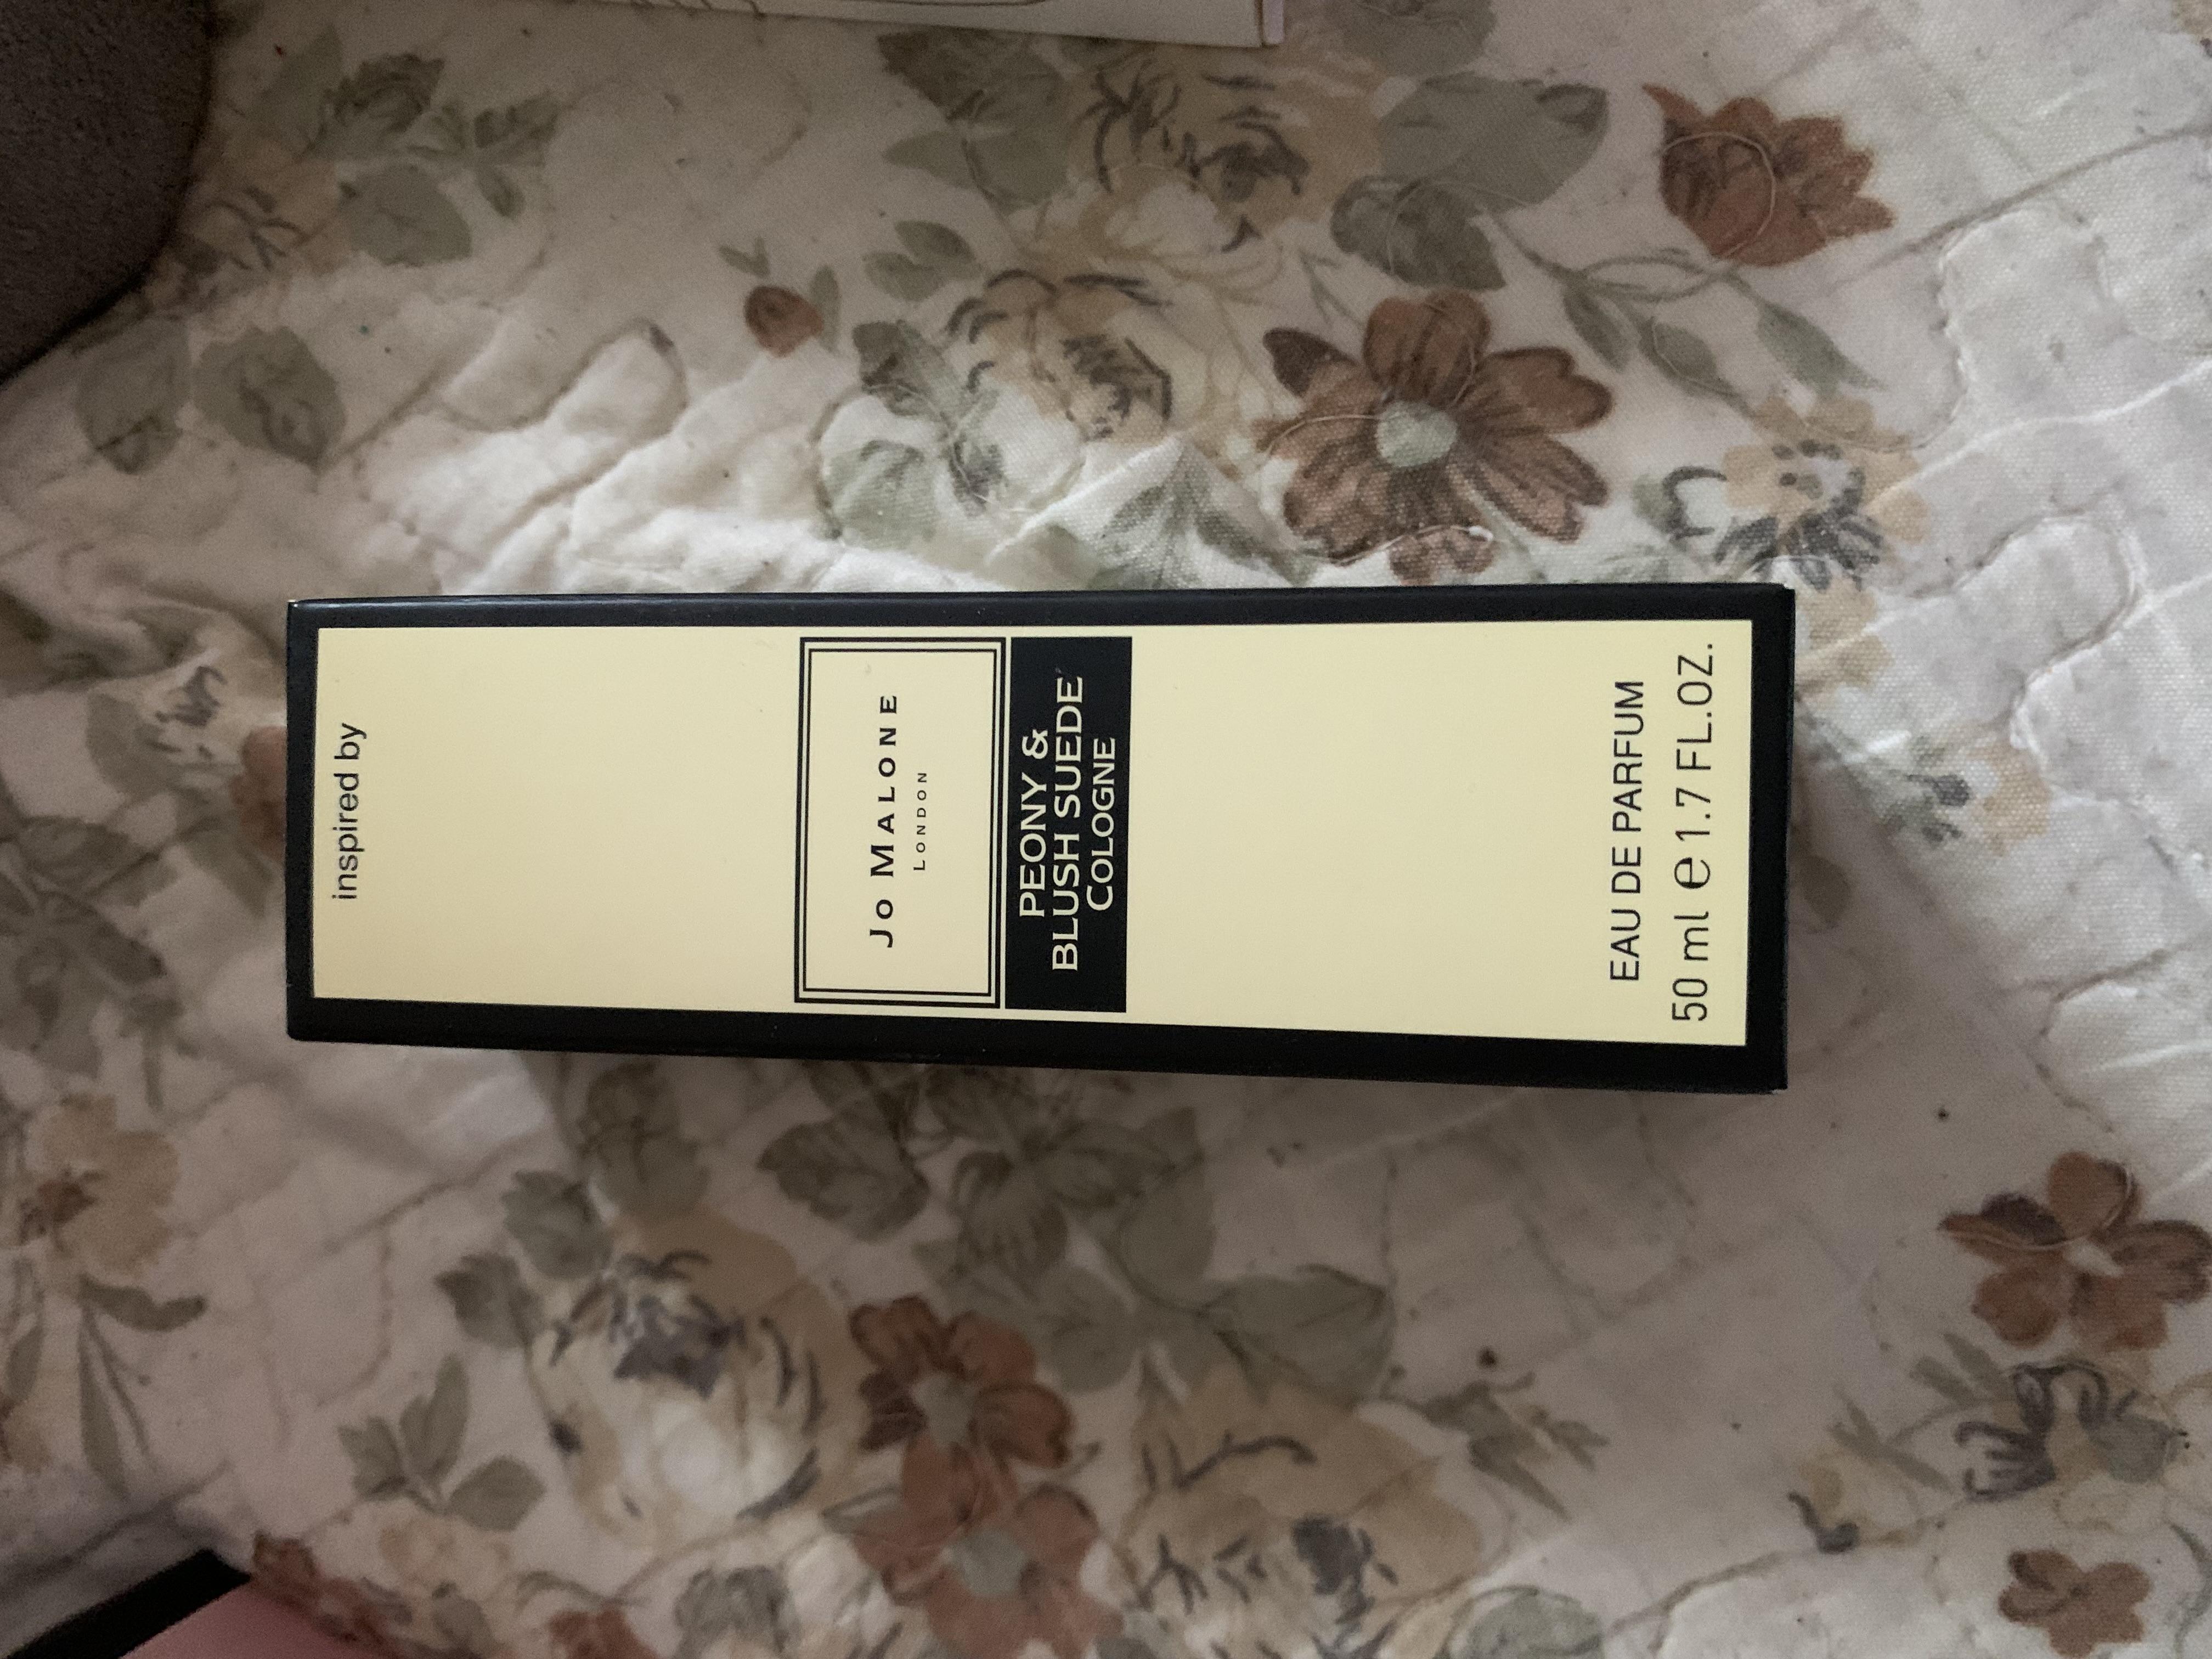 inspired by
JO MALONE
LONDON
PEONY &
BLUSH SUEDE
COLOGNE
EAU DE PARFUM
50 ml ℮ 1.7 FL.OZ.